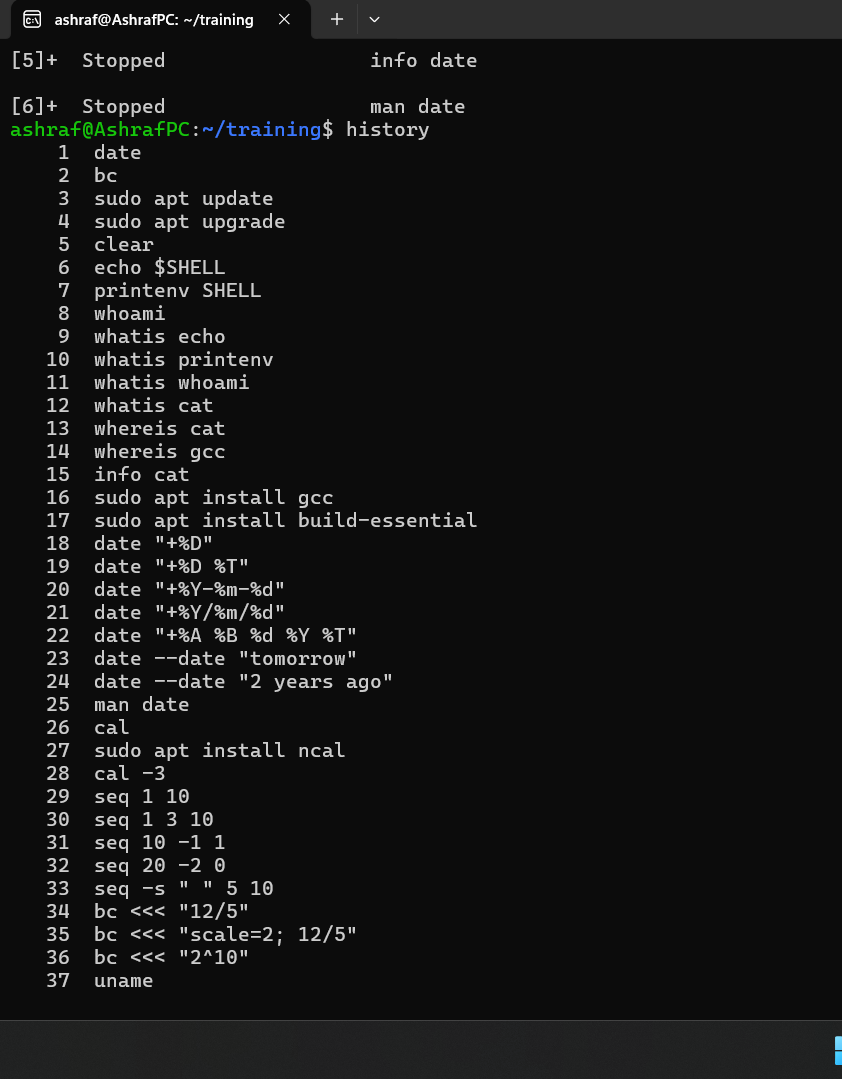 ashraf@AshrafPC: ~/training
[5]+  Stopped                 info date
[6]+  Stopped                 man date
ashraf@AshrafPC:~/training$ history
    1  date
    2  bc
    3  sudo apt update
    4  sudo apt upgrade
    5  clear
    6  echo $SHELL
    7  printenv SHELL
    8  whoami
    9  whatis echo
   10  whatis printenv
   11  whatis whoami
   12  whatis cat
   13  whereis cat
   14  whereis gcc
   15  info cat
   16  sudo apt install gcc
   17  sudo apt install build-essential
   18  date "+%D"
   19  date "+%D %T"
   20  date "+%Y-%m-%d"
   21  date "+%Y/%m/%d"
   22  date "+%A %B %d %Y %T"
   23  date --date "tomorrow"
   24  date --date "2 years ago"
   25  man date
   26  cal
   27  sudo apt install ncal
   28  cal -3
   29  seq 1 10
   30  seq 1 3 10
   31  seq 10 -1 1
   32  seq 20 -2 0
   33  seq -s " " 5 10
   34  bc <<< "12/5"
   35  bc <<< "scale=2; 12/5"
   36  bc <<< "2^10"
   37  uname